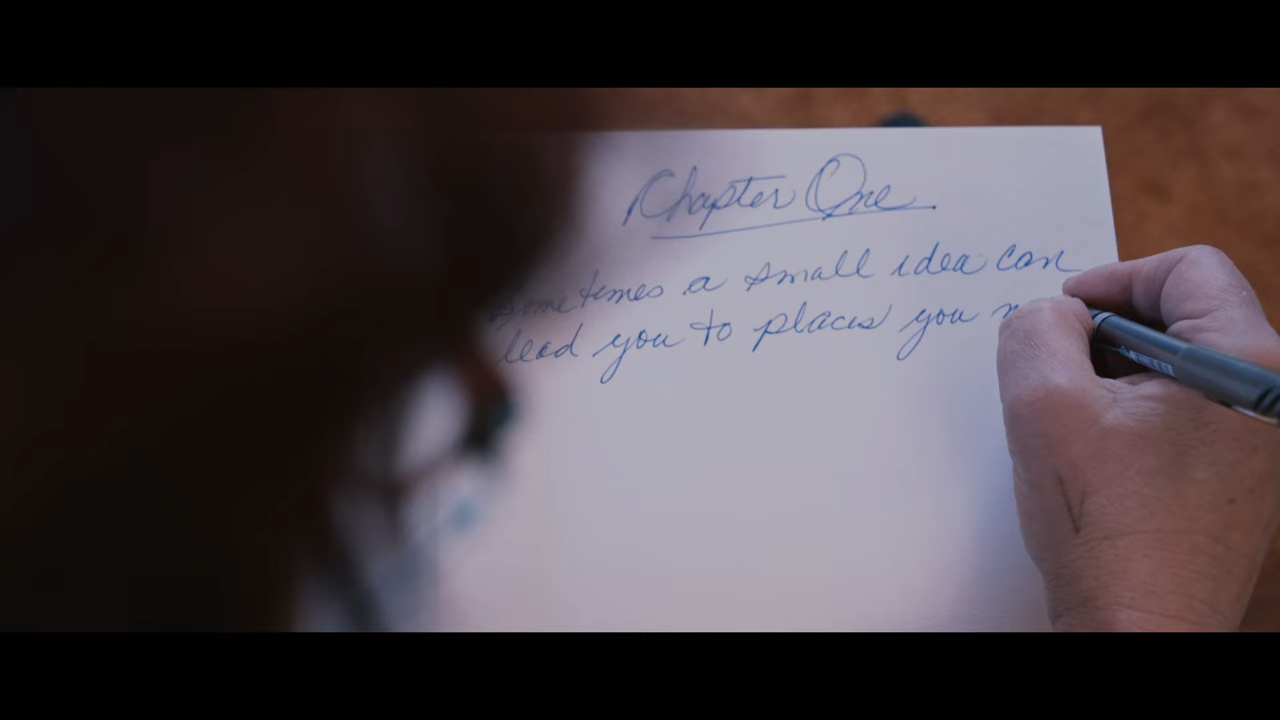 Chapter One.
Sometimes a small idea can
lead you to places you